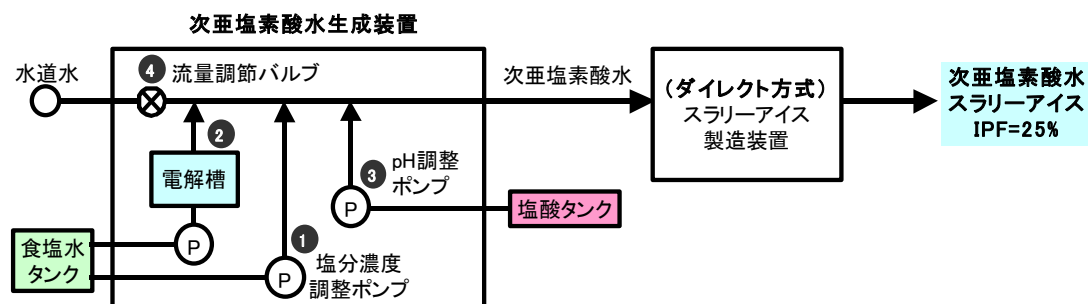 次亜塩素酸水生成装置
水道水
4
流量調節バルブ
次亜塩素酸水
(ダイレクト方式)
スラリーアイス
製造装置
次亜塩素酸水
スラリーアイス
IPF=25%
2
電解槽
3
pH調整
ポンプ
P
塩酸タンク
食塩水
タンク
P
1
塩分濃度
調整ポンプ
P